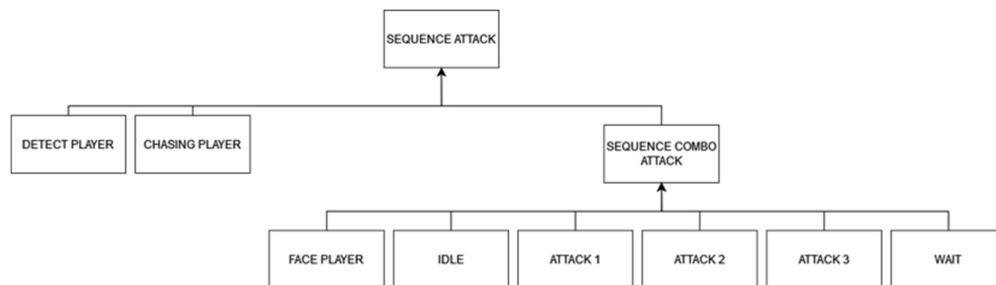 SEQUENCE ATTACK
DETECT PLAYER
CHASING PLAYER
SEQUENCE COMBO
ATTACK
FACE PLAYER
IDLE
ATTACK 1
ATTACK 2
ATTACK 3
WAIT